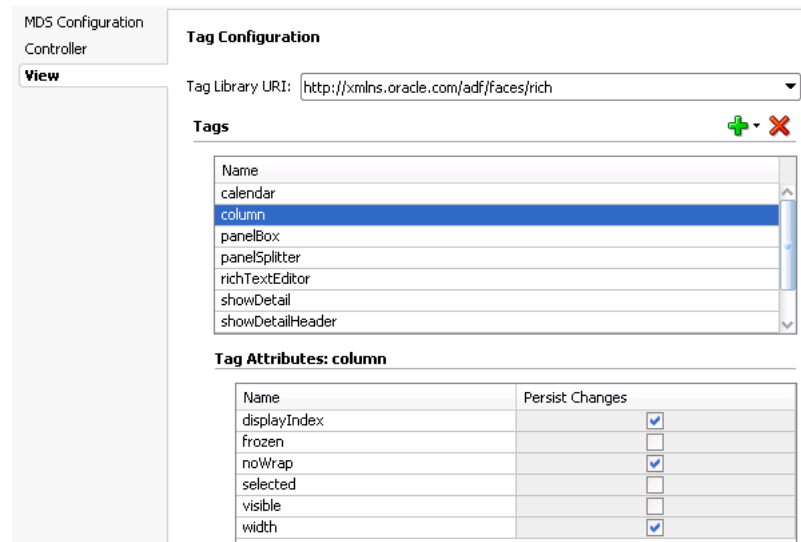 MDS Configuration
Controller
View
Tag Configuration
Tag Library URI: http://xmlns.oracle.com/adf/faces/rich
Tags
Name
calendar
column
panelBox
panelSplitter
richTextEditor
showDetail
showDetailHeader
Tag Attributes: column
Name Persist Changes
displayIndex
frozen
noWrap
selected
visible
width